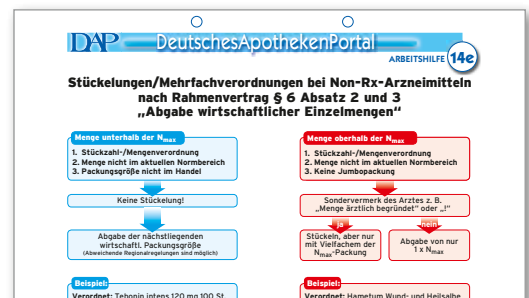 DAP DeutschesApothekenPortal
ARBEITSHILFE 14e
Stückelungen/Mehrfachverordnungen bei Non-Rx-Arzneimitteln
nach Rahmenvertrag § 6 Absatz 2 und 3
„Abgabe wirtschaftlicher Einzelmengen“
Menge unterhalb der Nmax
1. Stückzahl-/Mengenverordnung
2. Menge nicht im aktuellen Normbereich
3. Packungsgröße nicht im Handel
Keine Stückelung!
Abgabe der nächstliegenden
wirtschaftl. Packungsgröße
(Abweichende Regionalregelungen sind möglich)
Beispiel:
Verordnet: Tebonin intens 120 mg 100 St.
Menge oberhalb der Nmax
1. Stückzahl-/Mengenverordnung
2. Menge nicht im aktuellen Normbereich
3. Keine Jumbopackung
Sondervermerk des Arztes z. B.
„Menge ärztlich begründet“ oder „!“
ja
nein
Stückeln, aber nur
mit Vielfachem der
Nmax-Packung
Abgabe von nur
1 x Nmax
Beispiel:
Verordnet: Hametum Wund- und Heilsalbe